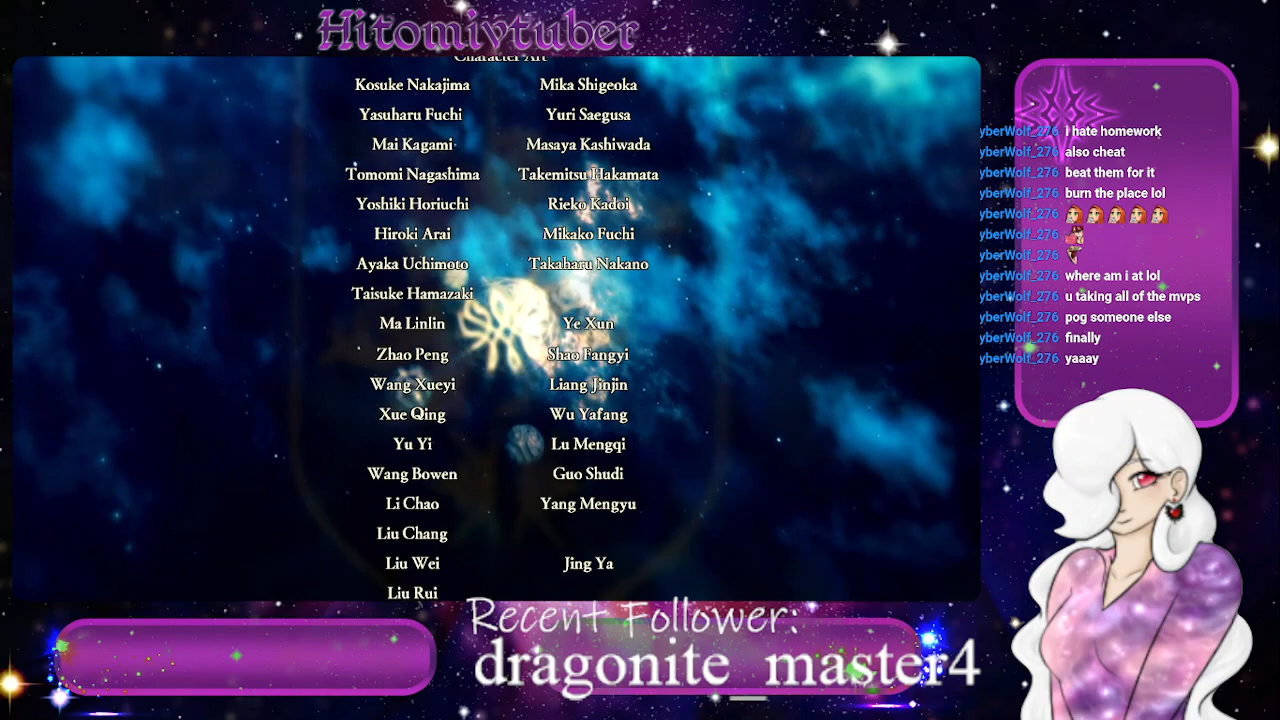 Hitomivtuber
Character Art
Kosuke Nakajima Mika Shigeoka
Yasuharu Fuchi Yuri Saegusa
Mai Kagami Masaya Kashiwada
Tomomi Nagashima Takemitsu Hakamata
Yoshiki Horiuchi Rieko Kadoi
Hiroki Arai Mikako Fuchi
Ayaka Uchimoto Takaharu Nakano
Taisuke Hamazaki
Ma Linlin Ye Xun
Zhao Peng Shao Fangyi
Wang Xueyi Liang Jinjin
Xue Qing Wu Yafang
Yu Yi Lu Mengqi
Wang Bowen Guo Shudi
Li Chao Yang Mengyu
Liu Chang
Liu Wei Jing Ya
Liu Rui
yberWolf_276 i hate homework
yberWolf_276 also cheat
yberWolf_276 beat them for it
yberWolf_276 burn the place lol
yberWolf_276
yberWolf_276
yberWolf_276
yberWolf_276 where am i at lol
yberWolf_276 u taking all of the mvps
yberWolf_276 pog someone else
yberWolf_276 finally
yberWolf_276 yaaay
Recent Follower:
dragonite_master4